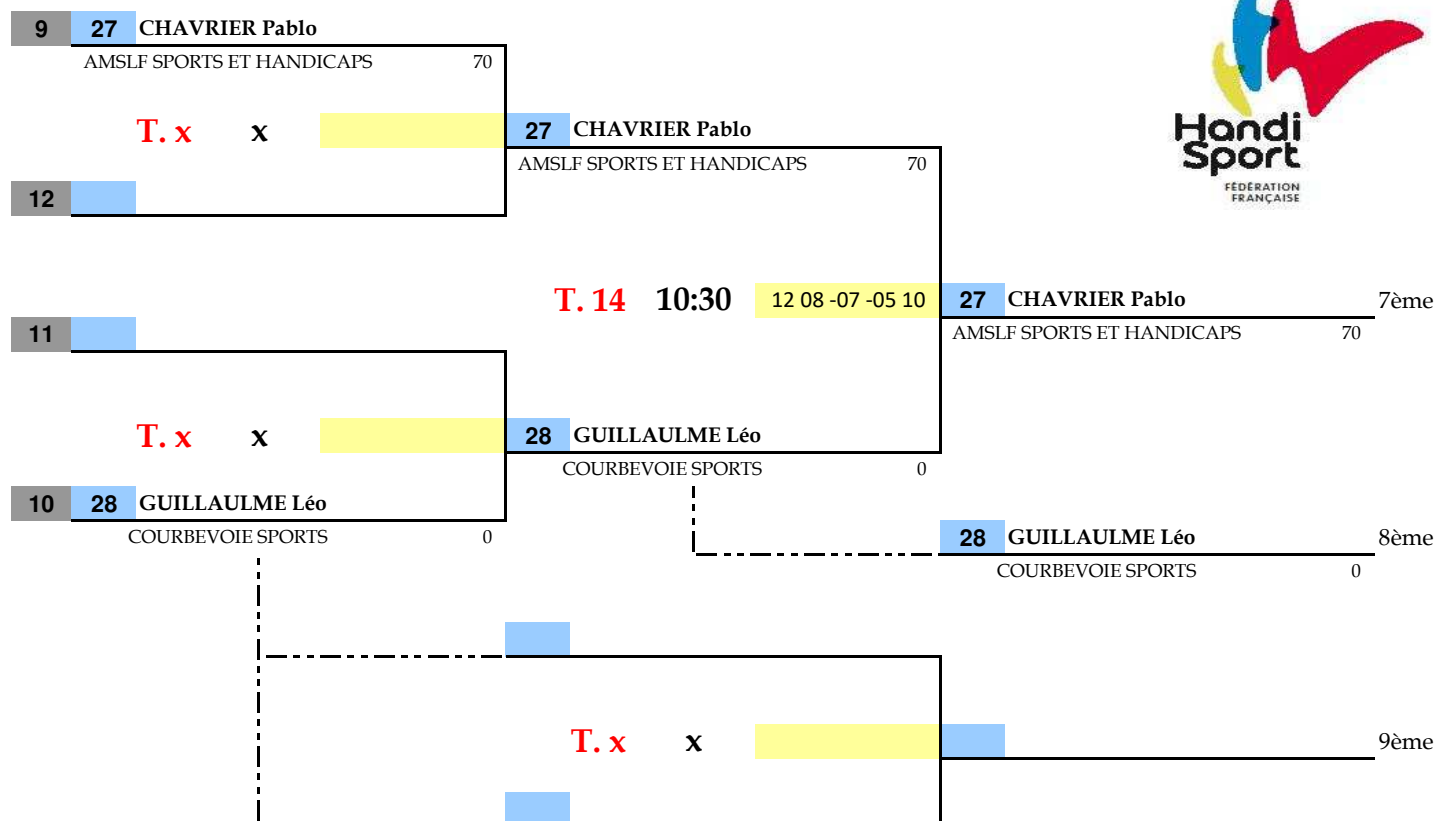 9 27 CHAVRIER Pablo
AMSLF SPORTS ET HANDICAPS 70
Handi
Sport
FÉDÉRATION
FRANÇAISE
T. x x 27 CHAVRIER Pablo
AMSLF SPORTS ET HANDICAPS 70
12
T. 14 10:30 12 08 -07 -05 10 27 CHAVRIER Pablo 7ème
AMSLF SPORTS ET HANDICAPS 70
11
T. x x 28 GUILLAULME Léo
COURBEVOIE SPORTS 0
10 28 GUILLAULME Léo
COURBEVOIE SPORTS 0
28 GUILLAULME Léo 8ème
COURBEVOIE SPORTS 0
T. x x 9ème